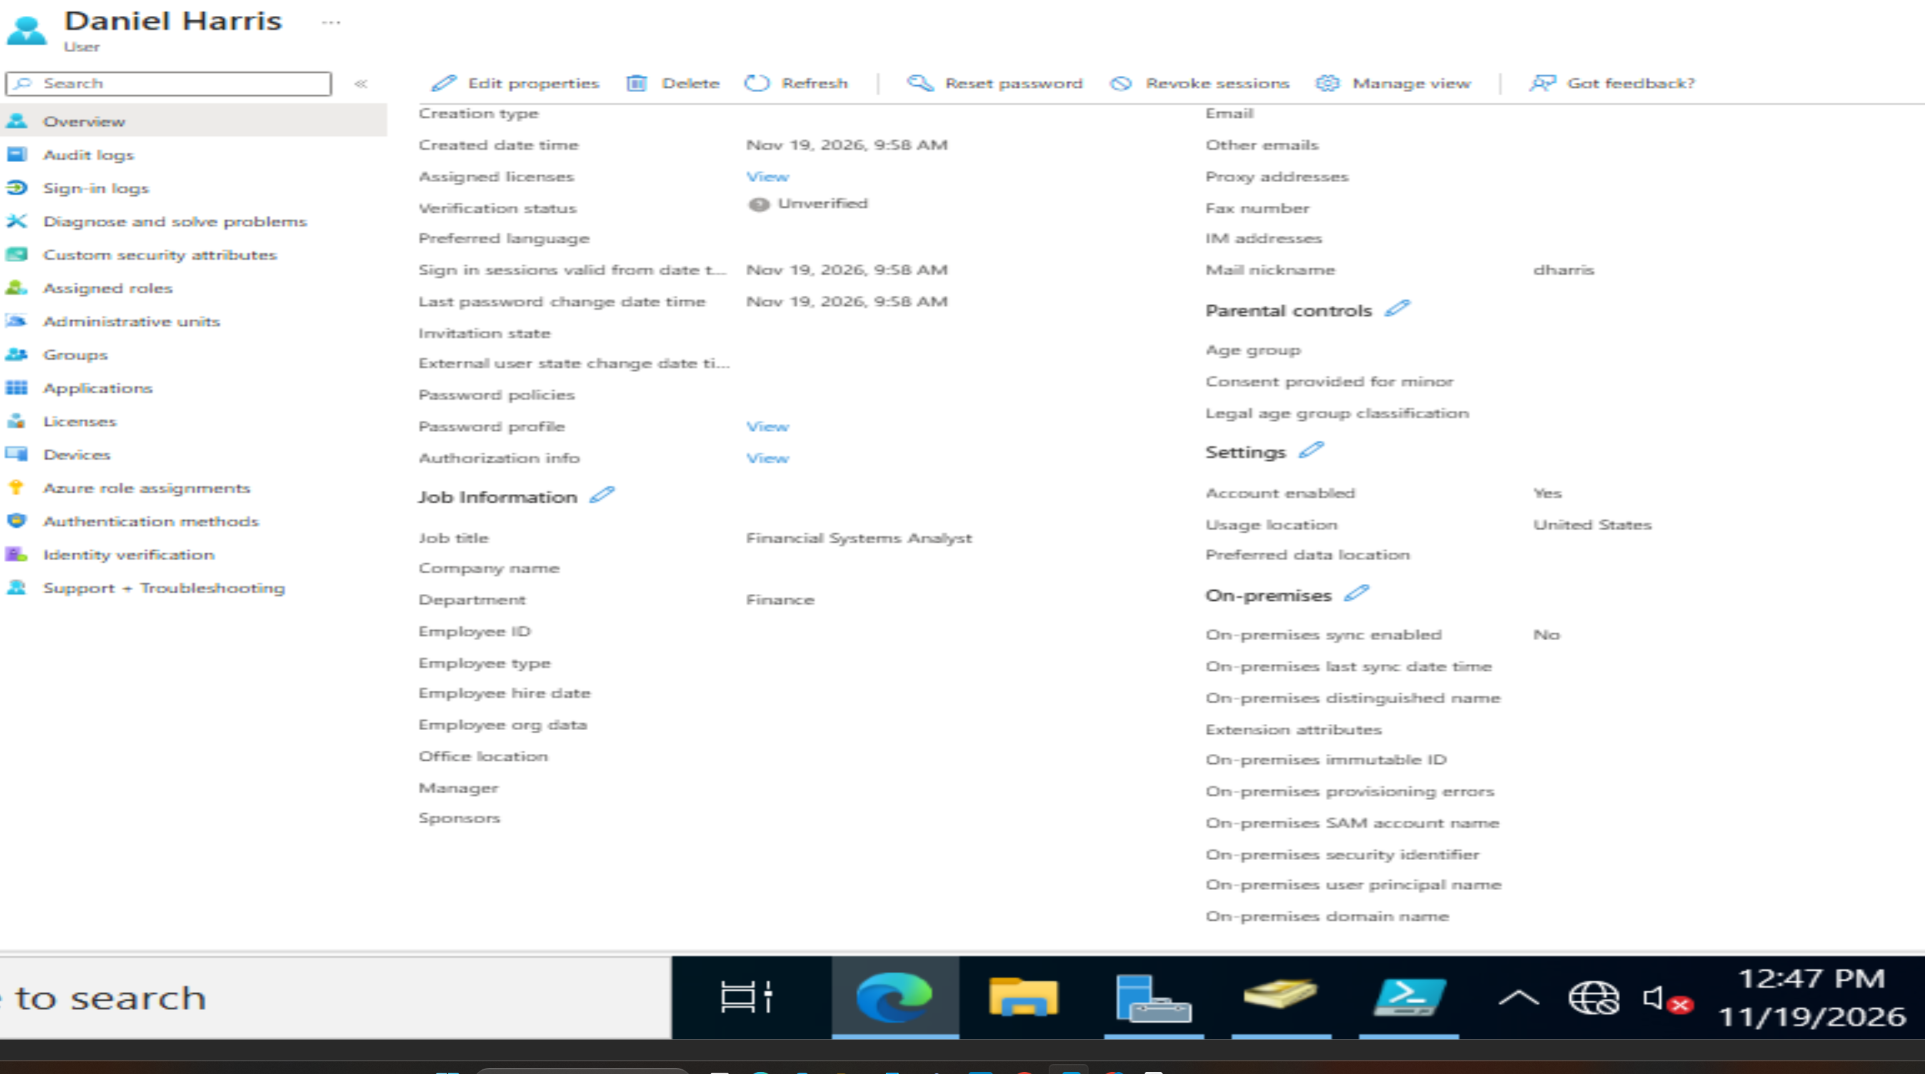 Daniel Harris ...
User
Search «
Edit properties Delete Refresh Reset password Revoke sessions Manage view Got feedback?
Overview
Audit logs
Sign-in logs
Diagnose and solve problems
Custom security attributes
Assigned roles
Administrative units
Groups
Applications
Licenses
Devices
Azure role assignments
Authentication methods
Identity verification
Support + Troubleshooting
Creation type
Created date time Nov 19, 2026, 9:58 AM
Assigned licenses View
Verification status Unverified
Preferred language
Sign in sessions valid from date t... Nov 19, 2026, 9:58 AM
Last password change date time Nov 19, 2026, 9:58 AM
Invitation state
External user state change date ti...
Password policies
Password profile View
Authorization info View
Job Information
Job title Financial Systems Analyst
Company name
Department Finance
Employee ID
Employee type
Employee hire date
Employee org data
Office location
Manager
Sponsors
Email
Other emails
Proxy addresses
Fax number
IM addresses
Mail nickname dharris
Parental controls
Age group
Consent provided for minor
Legal age group classification
Settings
Account enabled Yes
Usage location United States
Preferred data location
On-premises
On-premises sync enabled No
On-premises last sync date time
On-premises distinguished name
Extension attributes
On-premises immutable ID
On-premises provisioning errors
On-premises SAM account name
On-premises security identifier
On-premises user principal name
On-premises domain name
to search
12:47 PM
11/19/2026